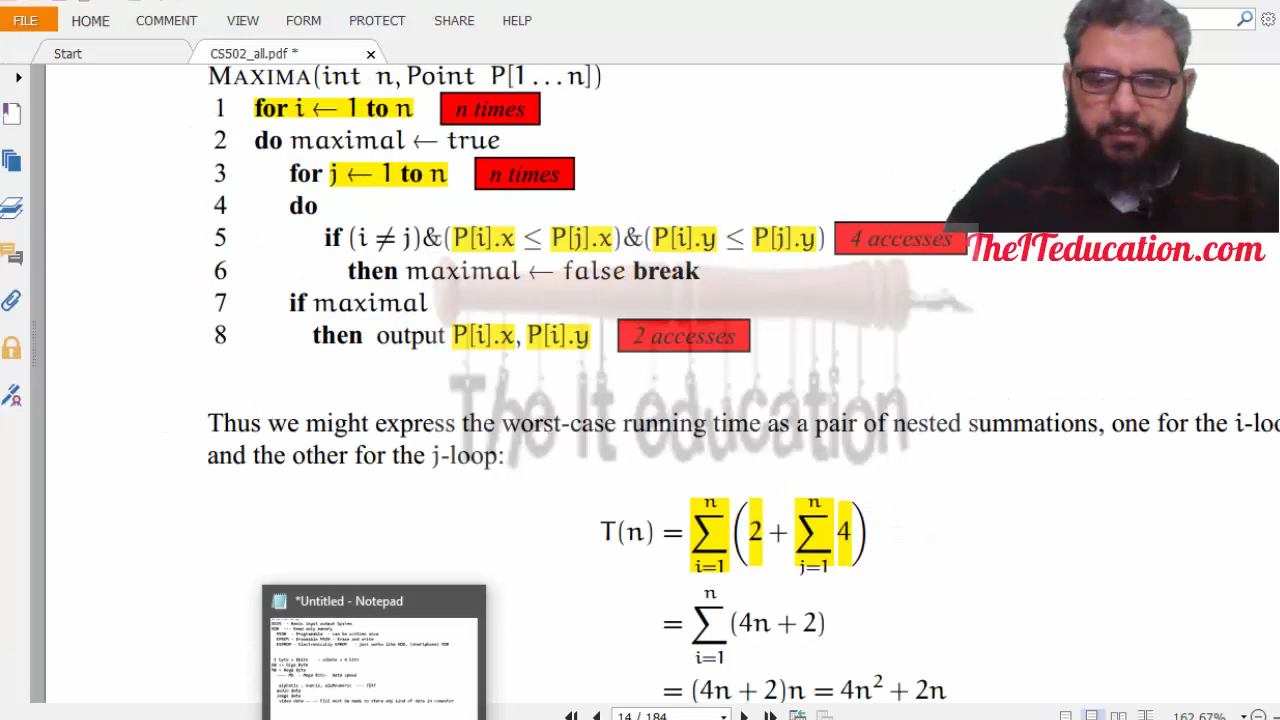 FILE HOME COMMENT VIEW FORM PROTECT SHARE HELP
Start CS502_all.pdf *
MAXIMA(int n, Point P[1 . . . n])
1 for i ← 1 to n n times
2 do maximal ← true
3 for j ← 1 to n n times
4 do
5 if (i ≠ j)&(P[i].x ≤ P[j].x)&(P[i].y ≤ P[j].y) 4 accesses
TheITeducation.com
6 then maximal ← false break
7 if maximal
8 then output P[i].x, P[i].y 2 accesses
The It education
Thus we might express the worst-case running time as a pair of nested summations, one for the i-loo
and the other for the j-loop:
T(n) = ∑ i=1 n (2 + ∑ j=1 n 4)
= ∑ i=1 n (4n + 2)
= (4n + 2)n = 4n² + 2n
*Untitled - Notepad
14 / 184 162.67%